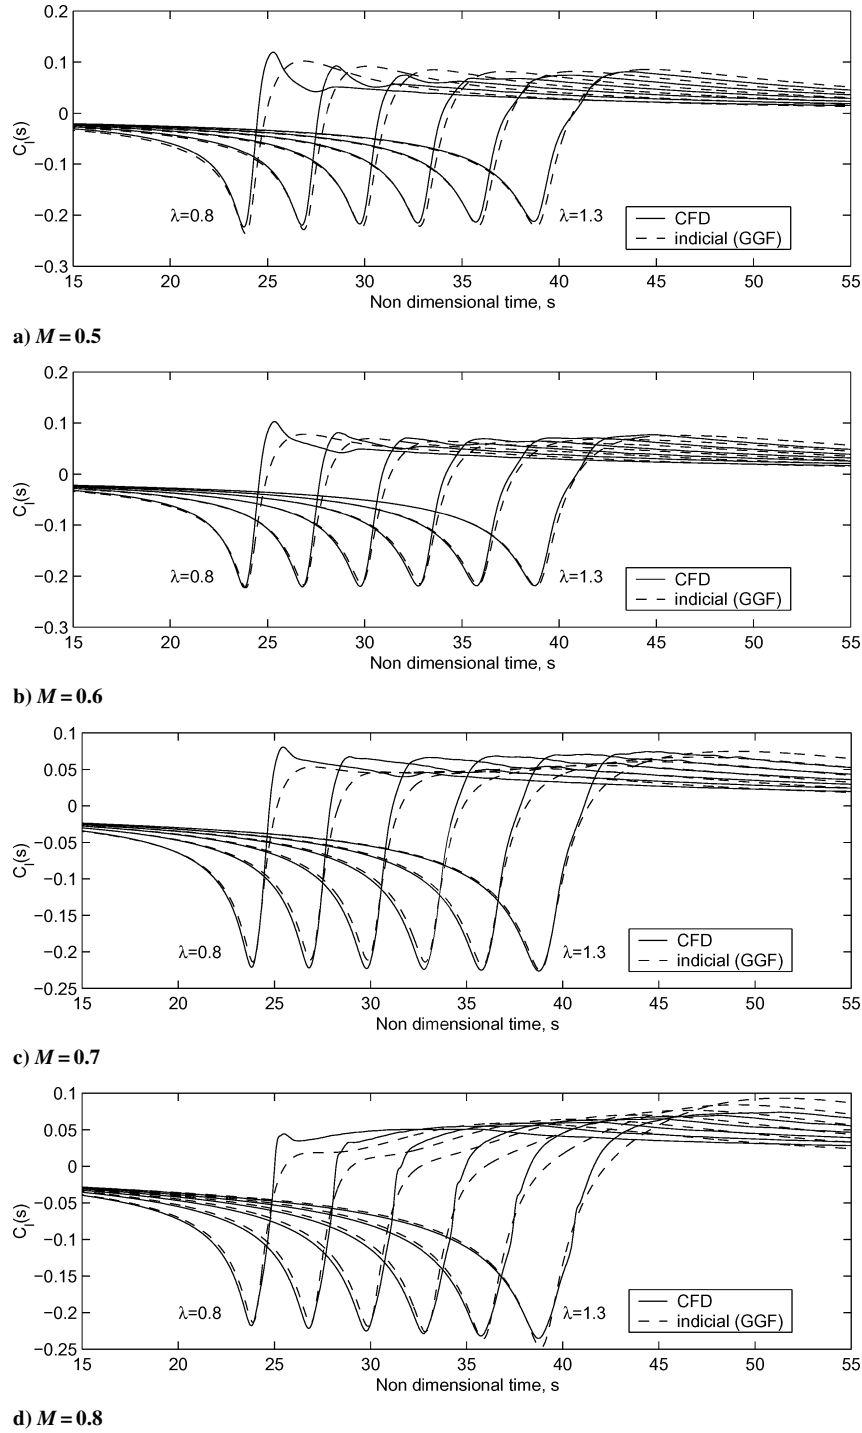 0.2
0.1
0
−0.1
−0.2
−0.3
C_l(s)
λ=0.8
λ=1.3
CFD
indicial (GGF)
15 20 25 30 35 40 45 50 55
Non dimensional time, s
a) M = 0.5
0.2
0.1
0
−0.1
−0.2
−0.3
C_l(s)
λ=0.8
λ=1.3
CFD
indicial (GGF)
15 20 25 30 35 40 45 50 55
Non dimensional time, s
b) M = 0.6
0.1
0.05
0
−0.05
−0.1
−0.15
−0.2
−0.25
C_l(s)
λ=0.8
λ=1.3
CFD
indicial (GGF)
15 20 25 30 35 40 45 50 55
Non dimensional time, s
c) M = 0.7
0.1
0.05
0
−0.05
−0.1
−0.15
−0.2
−0.25
C_l(s)
λ=0.8
λ=1.3
CFD
indicial (GGF)
15 20 25 30 35 40 45 50 55
Non dimensional time, s
d) M = 0.8